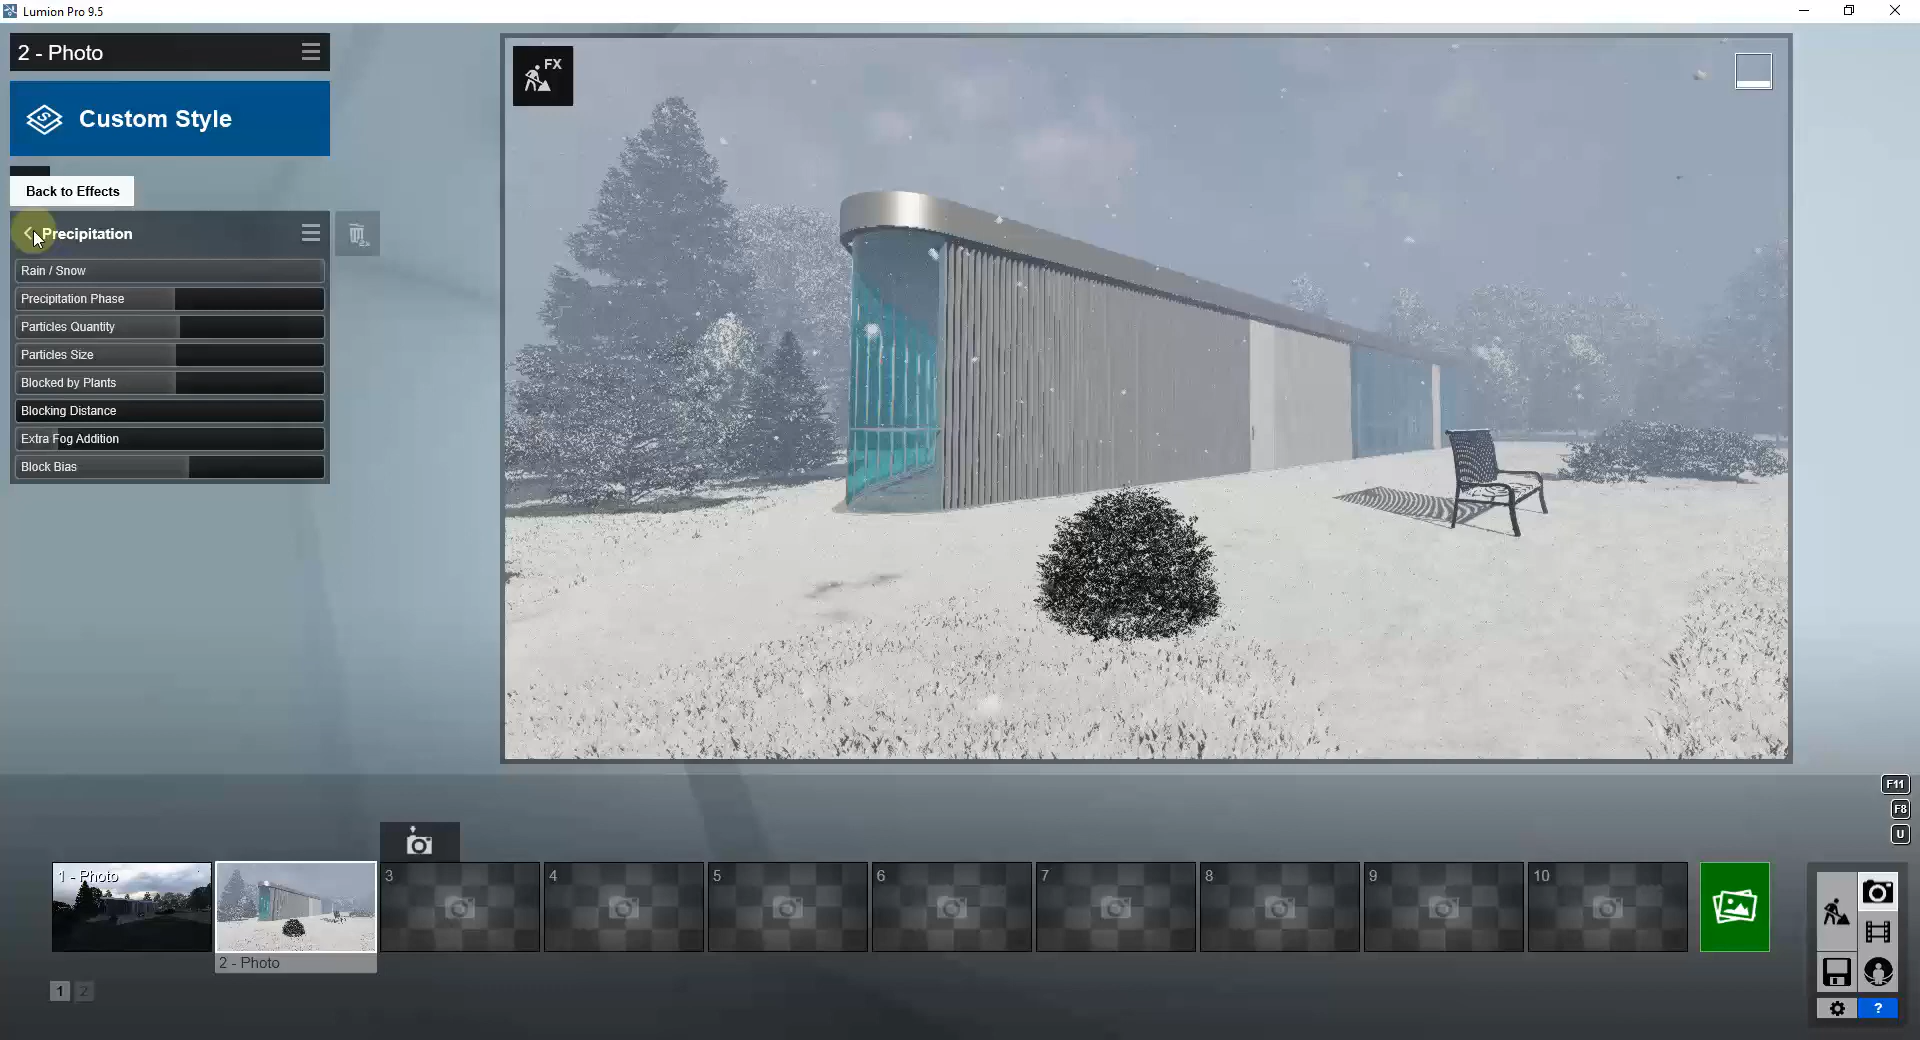 Lumion Pro 9.5
2 - Photo
FX
Custom Style
Back to Effects
Precipitation
Rain / Snow
Precipitation Phase
Particles Quantity
Particles Size
Blocked by Plants
Blocking Distance
Extra Fog Addition
Block Bias
F11
F8
U
1 - Photo
3
4
5
6
7
8
9
10
2 - Photo
1
2
?